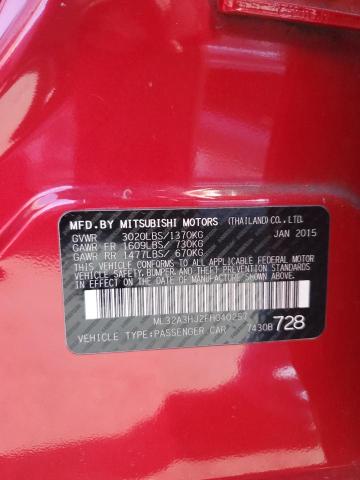 MFD.BY MITSUBISHI MOTORS (THAILAND)CO.,LTD.
GVWR 3020LBS/1370KG JAN 2015
GAWR FR 1609LBS/ 730KG
GAWR RR 1477LBS/ 670KG
THIS VEHICLE CONFORMS TO ALL APPLICABLE FEDERAL MOTOR
VEHICLE SAFETY, BUMPER, AND THEFT PREVENTION STANDARDS
IN EFFECT ON THE DATE OF MANUFACTURE SHOWN ABOVE.
ML32A3HJ2FH040257
VEHICLE TYPE:PASSENGER CAR 7430B 728